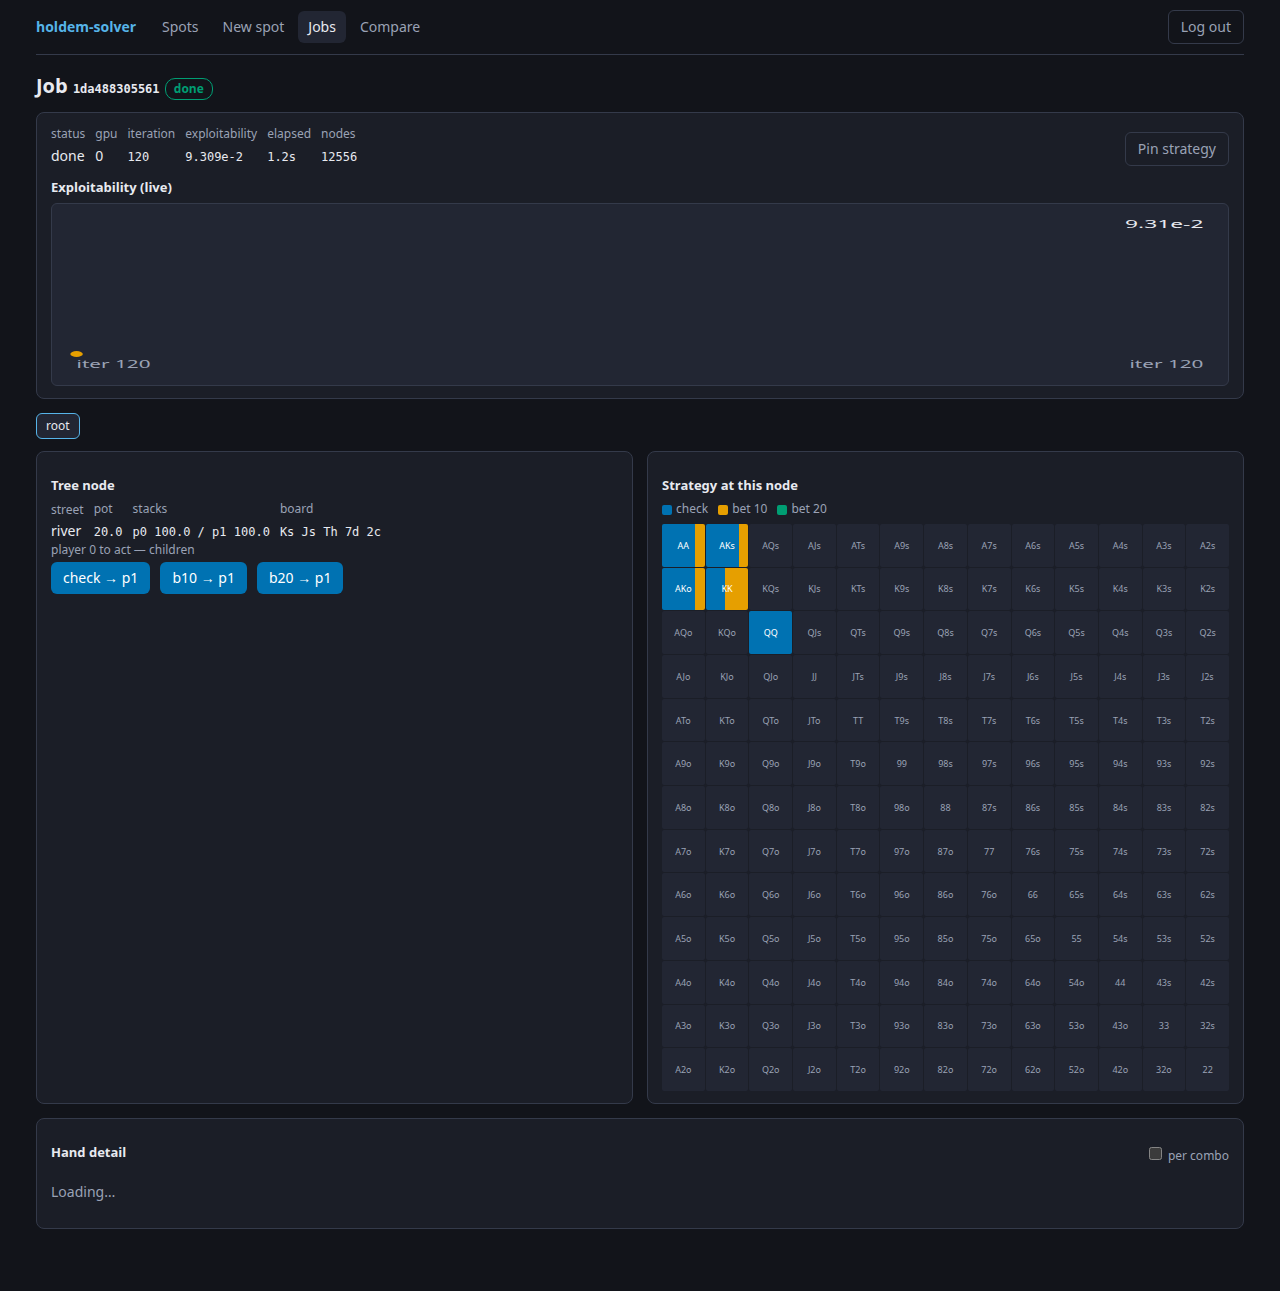 holdem-solver Spots New spot Jobs Compare Log out
Job 1da488305561 done
status gpu iteration exploitability elapsed nodes
done 0 120 9.309e-2 1.2s 12556
Pin strategy
Exploitability (live)
9.31e-2
iter 120 iter 120
root
Tree node
street pot stacks board
river 20.0 p0 100.0 / p1 100.0 Ks Js Th 7d 2c
player 0 to act — children
check → p1 b10 → p1 b20 → p1
Strategy at this node
check bet 10 bet 20
AA AKs AQs AJs ATs A9s A8s A7s A6s A5s A4s A3s A2s
AKo KK KQs KJs KTs K9s K8s K7s K6s K5s K4s K3s K2s
AQo KQo QQ QJs QTs Q9s Q8s Q7s Q6s Q5s Q4s Q3s Q2s
AJo KJo QJo JJ JTs J9s J8s J7s J6s J5s J4s J3s J2s
ATo KTo QTo JTo TT T9s T8s T7s T6s T5s T4s T3s T2s
A9o K9o Q9o J9o T9o 99 98s 97s 96s 95s 94s 93s 92s
A8o K8o Q8o J8o T8o 98o 88 87s 86s 85s 84s 83s 82s
A7o K7o Q7o J7o T7o 97o 87o 77 76s 75s 74s 73s 72s
A6o K6o Q6o J6o T6o 96o 86o 76o 66 65s 64s 63s 62s
A5o K5o Q5o J5o T5o 95o 85o 75o 65o 55 54s 53s 52s
A4o K4o Q4o J4o T4o 94o 84o 74o 64o 54o 44 43s 42s
A3o K3o Q3o J3o T3o 93o 83o 73o 63o 53o 43o 33 32s
A2o K2o Q2o J2o T2o 92o 82o 72o 62o 52o 42o 32o 22
Hand detail
per combo
Loading...